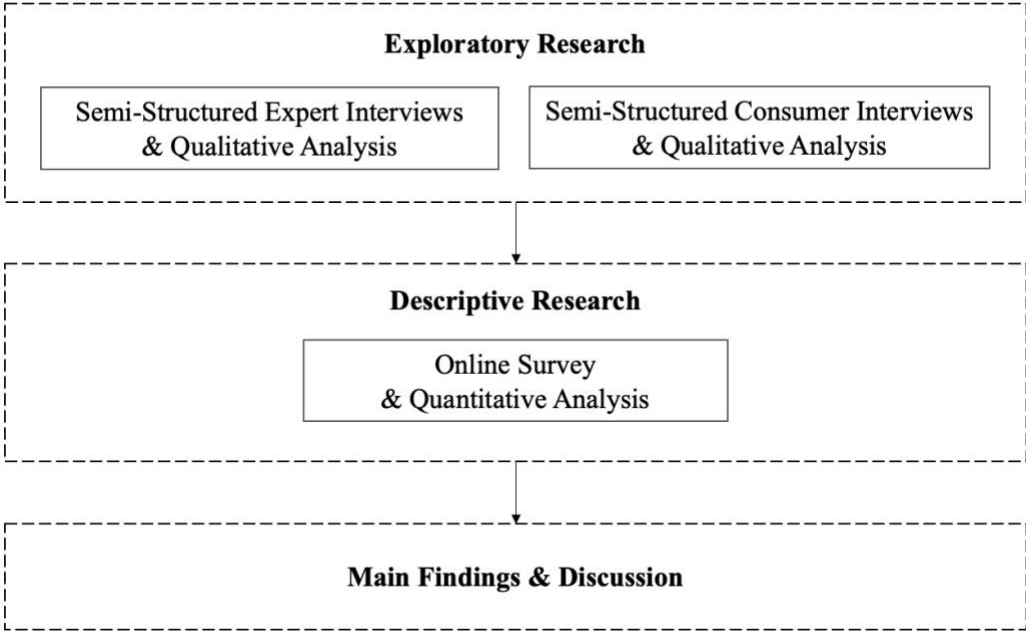 Exploratory Research
Semi-Structured Expert Interviews
& Qualitative Analysis
Semi-Structured Consumer Interviews
& Qualitative Analysis
Descriptive Research
Online Survey
& Quantitative Analysis
Main Findings & Discussion